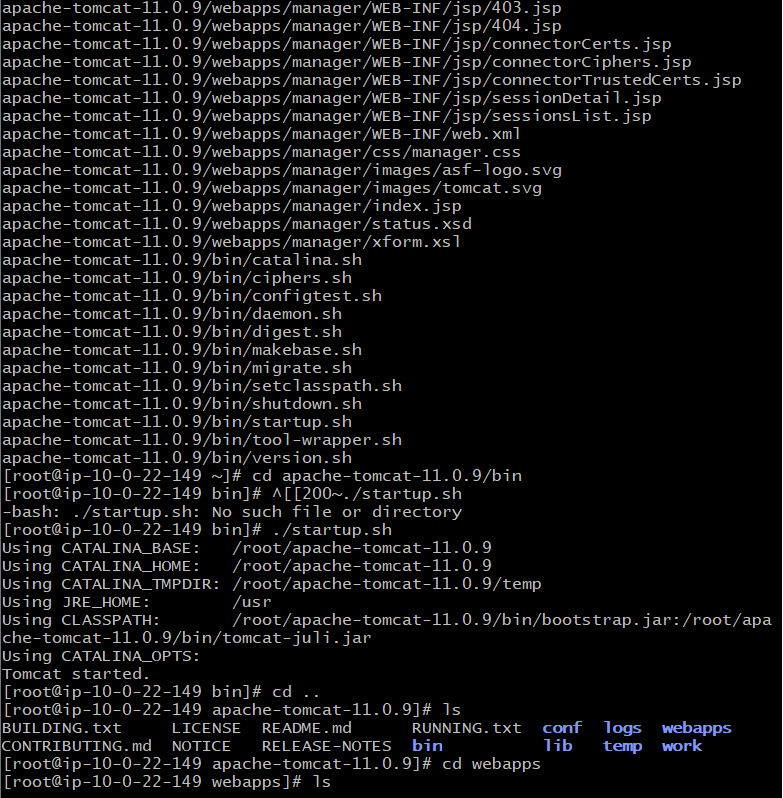 apache-tomcat-11.0.9/webapps/manager/WEB-INF/jsp/403.jsp
apache-tomcat-11.0.9/webapps/manager/WEB-INF/jsp/404.jsp
apache-tomcat-11.0.9/webapps/manager/WEB-INF/jsp/connectorCerts.jsp
apache-tomcat-11.0.9/webapps/manager/WEB-INF/jsp/connectorCiphers.jsp
apache-tomcat-11.0.9/webapps/manager/WEB-INF/jsp/connectorTrustedCerts.jsp
apache-tomcat-11.0.9/webapps/manager/WEB-INF/jsp/sessionDetail.jsp
apache-tomcat-11.0.9/webapps/manager/WEB-INF/jsp/sessionsList.jsp
apache-tomcat-11.0.9/webapps/manager/WEB-INF/web.xml
apache-tomcat-11.0.9/webapps/manager/css/manager.css
apache-tomcat-11.0.9/webapps/manager/images/asf-logo.svg
apache-tomcat-11.0.9/webapps/manager/images/tomcat.svg
apache-tomcat-11.0.9/webapps/manager/index.jsp
apache-tomcat-11.0.9/webapps/manager/status.xsd
apache-tomcat-11.0.9/webapps/manager/xform.xsl
apache-tomcat-11.0.9/bin/catalina.sh
apache-tomcat-11.0.9/bin/ciphers.sh
apache-tomcat-11.0.9/bin/configtest.sh
apache-tomcat-11.0.9/bin/daemon.sh
apache-tomcat-11.0.9/bin/digest.sh
apache-tomcat-11.0.9/bin/makebase.sh
apache-tomcat-11.0.9/bin/migrate.sh
apache-tomcat-11.0.9/bin/setclasspath.sh
apache-tomcat-11.0.9/bin/shutdown.sh
apache-tomcat-11.0.9/bin/startup.sh
apache-tomcat-11.0.9/bin/tool-wrapper.sh
apache-tomcat-11.0.9/bin/version.sh
[root@ip-10-0-22-149 ~]# cd apache-tomcat-11.0.9/bin
[root@ip-10-0-22-149 bin]# ^[[200~./startup.sh
-bash: ./startup.sh: No such file or directory
[root@ip-10-0-22-149 bin]# ./startup.sh
Using CATALINA_BASE:   /root/apache-tomcat-11.0.9
Using CATALINA_HOME:   /root/apache-tomcat-11.0.9
Using CATALINA_TMPDIR: /root/apache-tomcat-11.0.9/temp
Using JRE_HOME:        /usr
Using CLASSPATH:       /root/apache-tomcat-11.0.9/bin/bootstrap.jar:/root/apa
che-tomcat-11.0.9/bin/tomcat-juli.jar
Using CATALINA_OPTS:
Tomcat started.
[root@ip-10-0-22-149 bin]# cd ..
[root@ip-10-0-22-149 apache-tomcat-11.0.9]# ls
BUILDING.txt     LICENSE  README.md      RUNNING.txt  conf  logs  webapps
CONTRIBUTING.md  NOTICE   RELEASE-NOTES  bin          lib   temp  work
[root@ip-10-0-22-149 apache-tomcat-11.0.9]# cd webapps
[root@ip-10-0-22-149 webapps]# ls